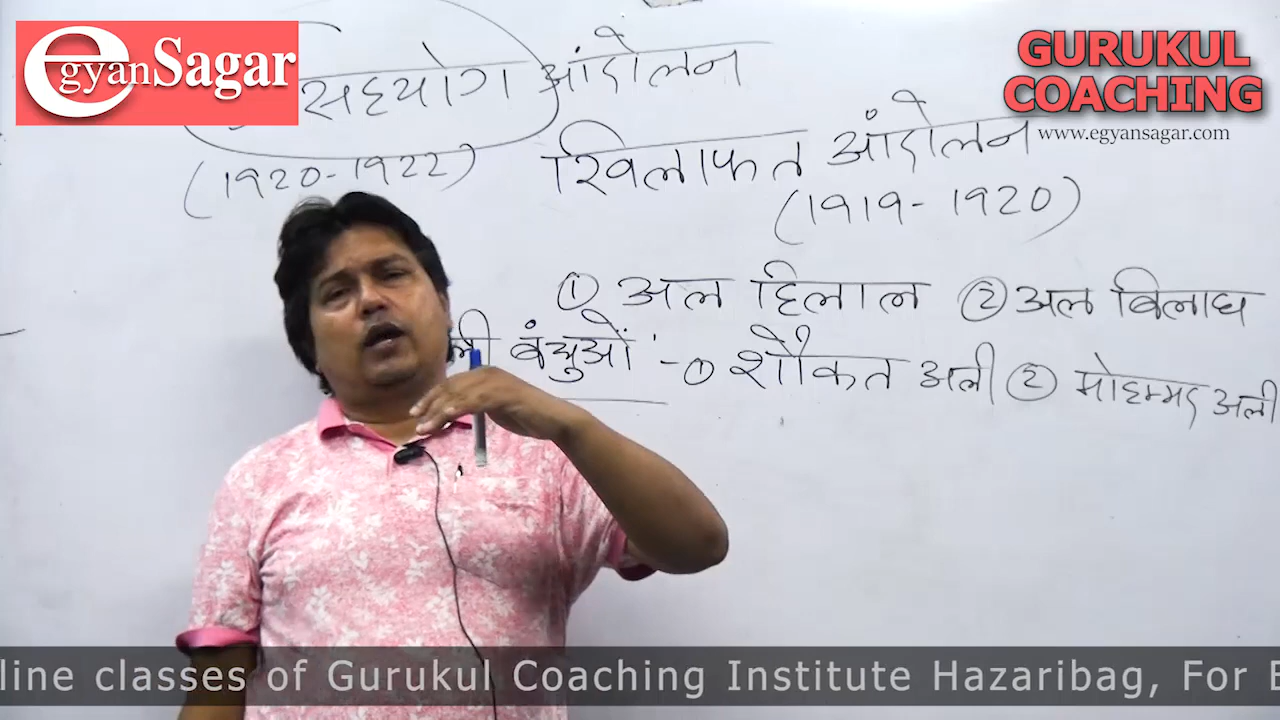 egyanSagar
GURUKUL
COACHING
www.egyansagar.com
सहयोग आंदोलन
(1920-1922)
खिलाफत आंदोलन
(1919-1920)
① अल हिलाल ② अल बिलाघ
ली बंधुओं - ① शौकत अली ② मोहम्मद अली
line classes of Gurukul Coaching Institute Hazaribag, For E